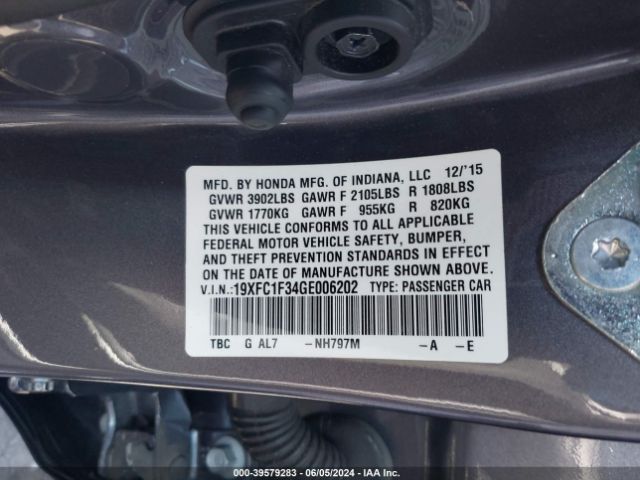 MFD. BY HONDA MFG. OF INDIANA, LLC 12/'15
GVWR 3902LBS GAWR F 2105LBS R 1808LBS
GVWR 1770KG GAWR F 955KG R 820KG
THIS VEHICLE CONFORMS TO ALL APPLICABLE
FEDERAL MOTOR VEHICLE SAFETY, BUMPER,
AND THEFT PREVENTION STANDARDS IN EFFECT
ON THE DATE OF MANUFACTURE SHOWN ABOVE.
V.I.N.:19XFC1F34GE006202 TYPE: PASSENGER CAR
TBC G AL7 -NH797M -A -E
000-39579283 - 06/05/2024 - IAA Inc.